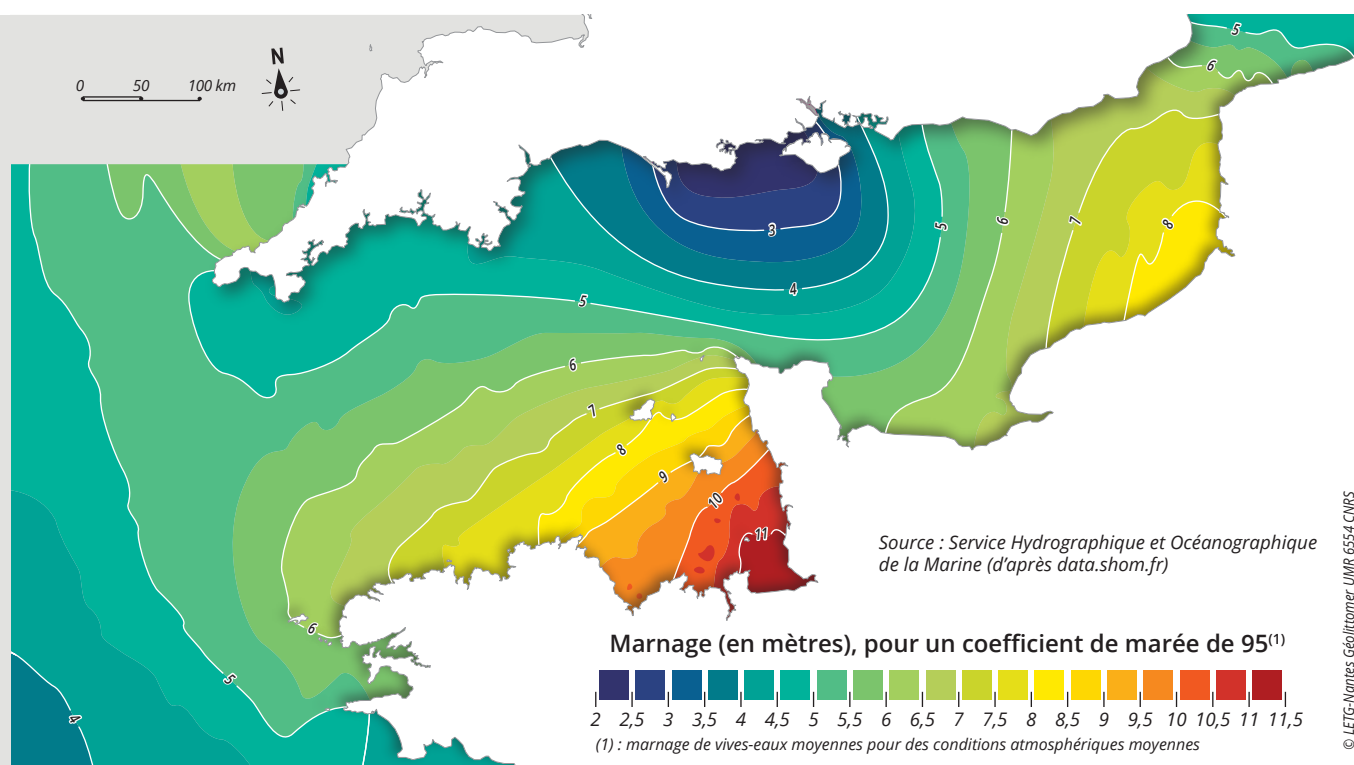 N
0 50 100 km
5
6
5
6
7
8
3
4
5
6
7
8
9
10
11
6
5
4
Source : Service Hydrographique et Océanographique
de la Marine (d'après data.shom.fr)
Marnage (en mètres), pour un coefficient de marée de 95(1)
2 2,5 3 3,5 4 4,5 5 5,5 6 6,5 7 7,5 8 8,5 9 9,5 10 10,5 11 11,5
(1) : marnage de vives-eaux moyennes pour des conditions atmosphériques moyennes
© LETG-Nantes Géolittomer UMR 6554 CNRS